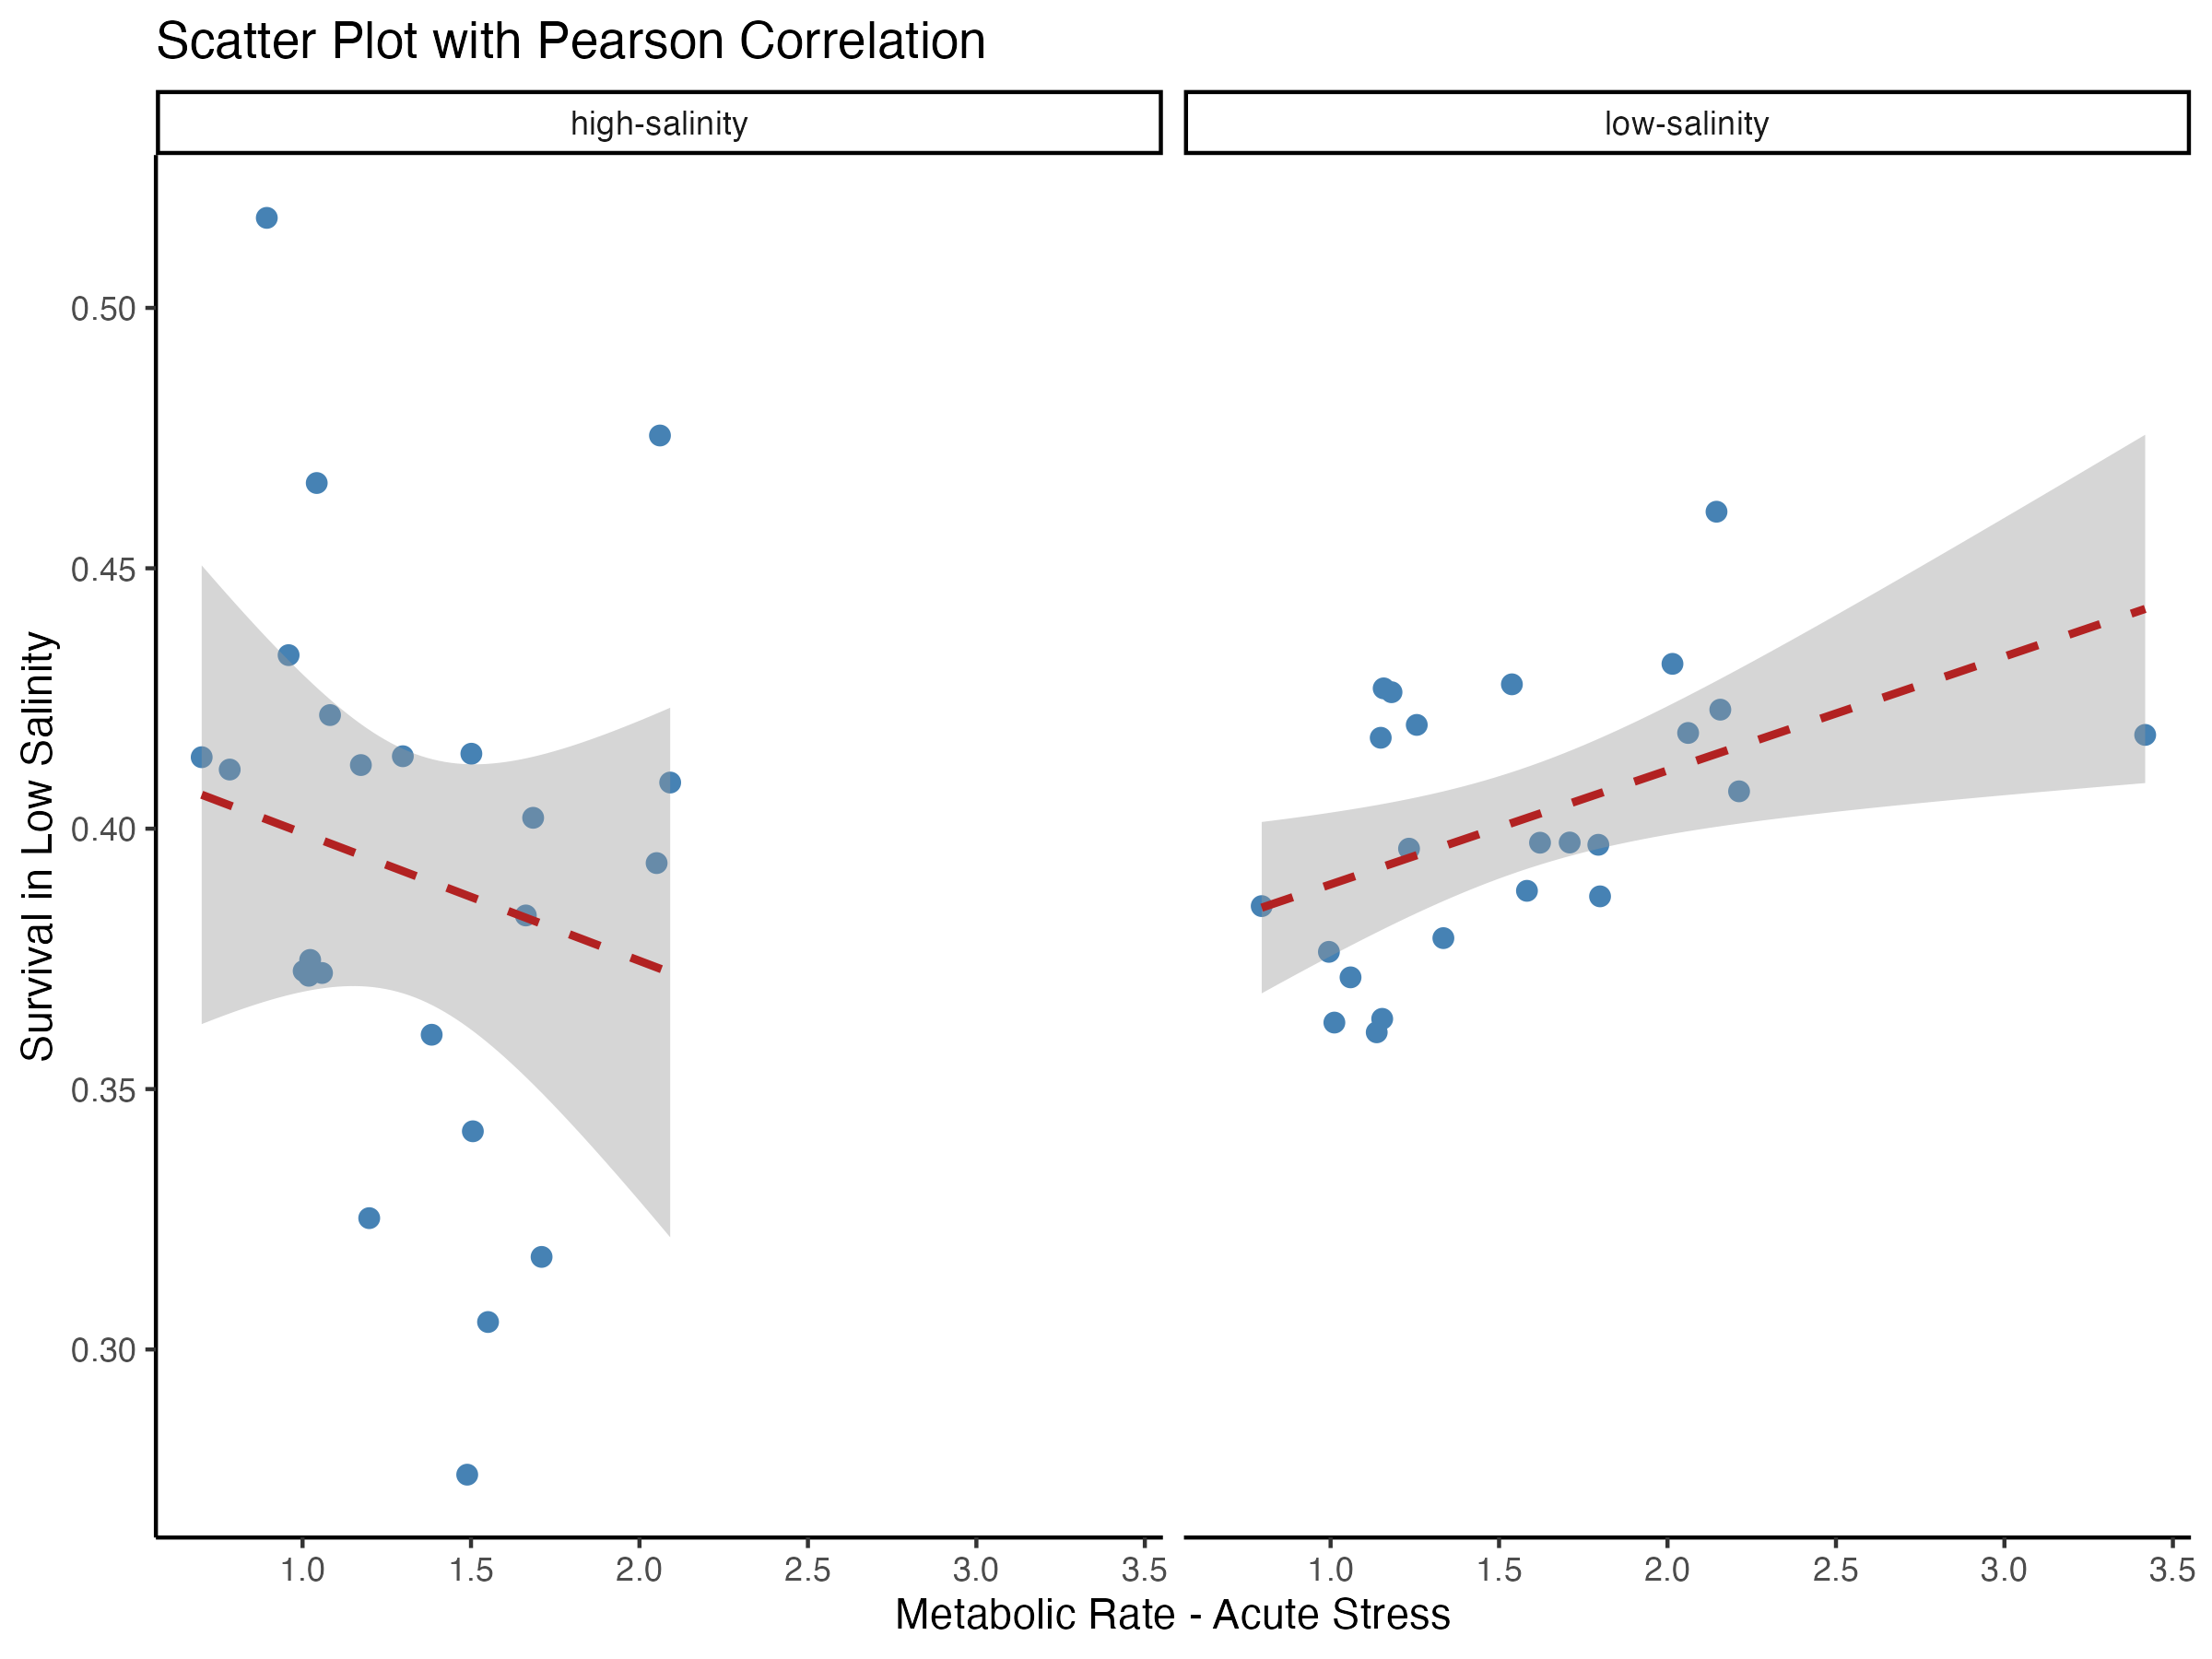 Scatter Plot with Pearson Correlation
high-salinity
low-salinity
Survival in Low Salinity
0.50
0.45
0.40
0.35
0.30
1.0 1.5 2.0 2.5 3.0 3.5
1.0 1.5 2.0 2.5 3.0 3.5
Metabolic Rate - Acute Stress